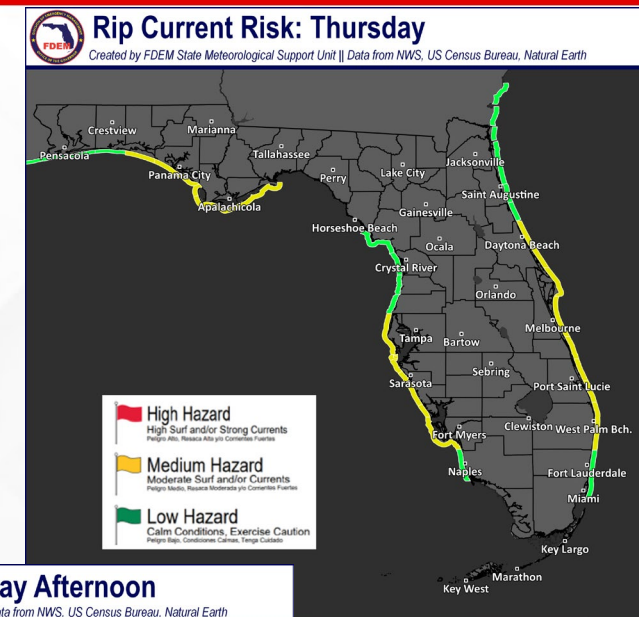 FDEM
Rip Current Risk: Thursday
Created by FDEM State Meteorological Support Unit || Data from NWS, US Census Bureau, Natural Earth
Crestview
Marianna
Pensacola
Tallahassee
Jacksonville
Panama City
Perry
Lake City
Saint Augustine
Apalachicola
Gainesville
Horseshoe Beach
Ocala
Daytona Beach
Crystal River
Orlando
Melbourne
Tampa
Bartow
Sebring
Sarasota
Port Saint Lucie
High Hazard
High Surf and/or Strong Currents
Peligro Alto, Resaca Alta y/o Corrientes Fuertes
Clewiston
West Palm Bch.
Fort Myers
Medium Hazard
Moderate Surf and/or Currents
Peligro Medio, Resaca Moderada y/o Corrientes Fuertes
Naples
Fort Lauderdale
Miami
Low Hazard
Calm Conditions, Exercise Caution
Peligro Bajo, Condiciones Calmas, Tenga Cuidado
Key Largo
Marathon
Key West
ay Afternoon
ata from NWS, US Census Bureau, Natural Earth